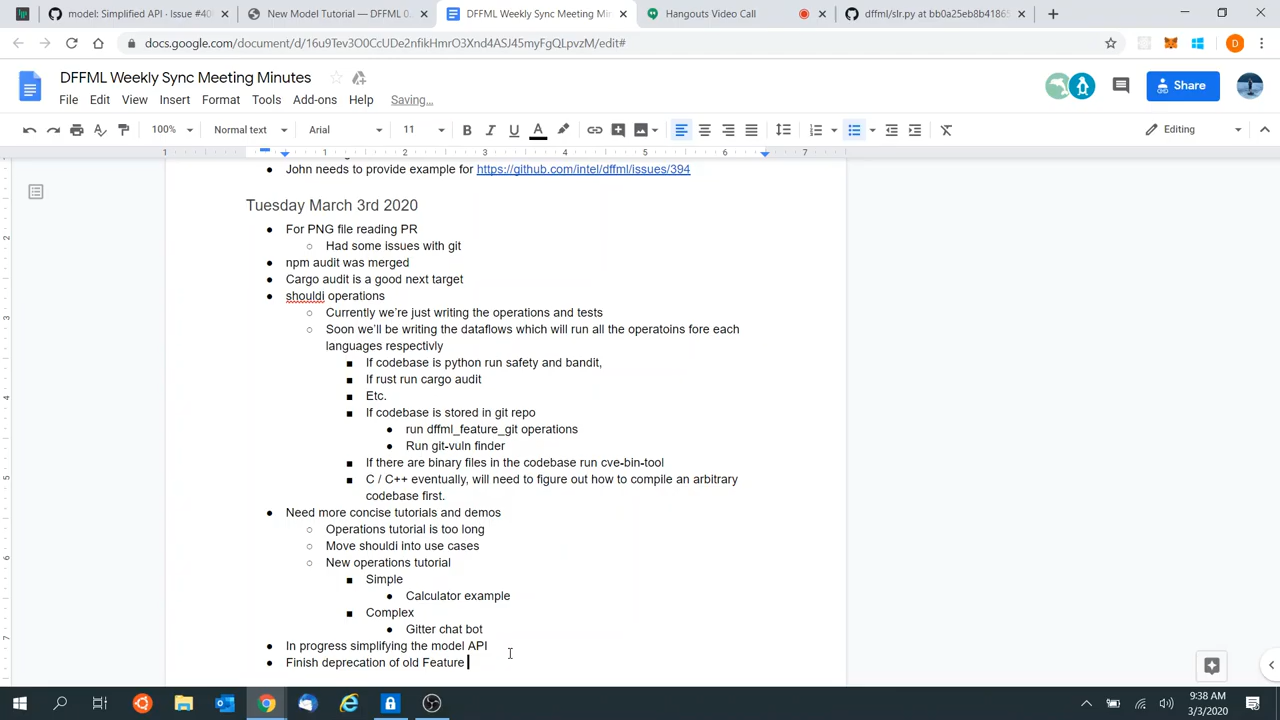 model: Simplified API · Issue #40
New Model Tutorial — DFFML 0.
DFFML Weekly Sync Meeting Min
Hangouts Video Call
dffml/slr.py at bb0a25eb8b41865
docs.google.com/document/d/16u9Tev3O0CcUDe2nfikHmrO3Xnd4ASJ45myFgQLpvzM/edit#
D
DFFML Weekly Sync Meeting Minutes
File Edit View Insert Format Tools Add-ons Help Saving...
Share
100% Normal text Arial 11 B I U A Editing
1 1 2 3 4 5 6 7
John needs to provide example for https://github.com/intel/dffml/issues/394
Tuesday March 3rd 2020
For PNG file reading PR
Had some issues with git
npm audit was merged
Cargo audit is a good next target
shouldi operations
Currently we're just writing the operations and tests
Soon we'll be writing the dataflows which will run all the operatoins fore each
languages respectivly
If codebase is python run safety and bandit,
If rust run cargo audit
Etc.
If codebase is stored in git repo
run dffml_feature_git operations
Run git-vuln finder
If there are binary files in the codebase run cve-bin-tool
C / C++ eventually, will need to figure out how to compile an arbitrary
codebase first.
Need more concise tutorials and demos
Operations tutorial is too long
Move shouldi into use cases
New operations tutorial
Simple
Calculator example
Complex
Gitter chat bot
In progress simplifying the model API
Finish deprecation of old Feature
9:38 AM
3/3/2020